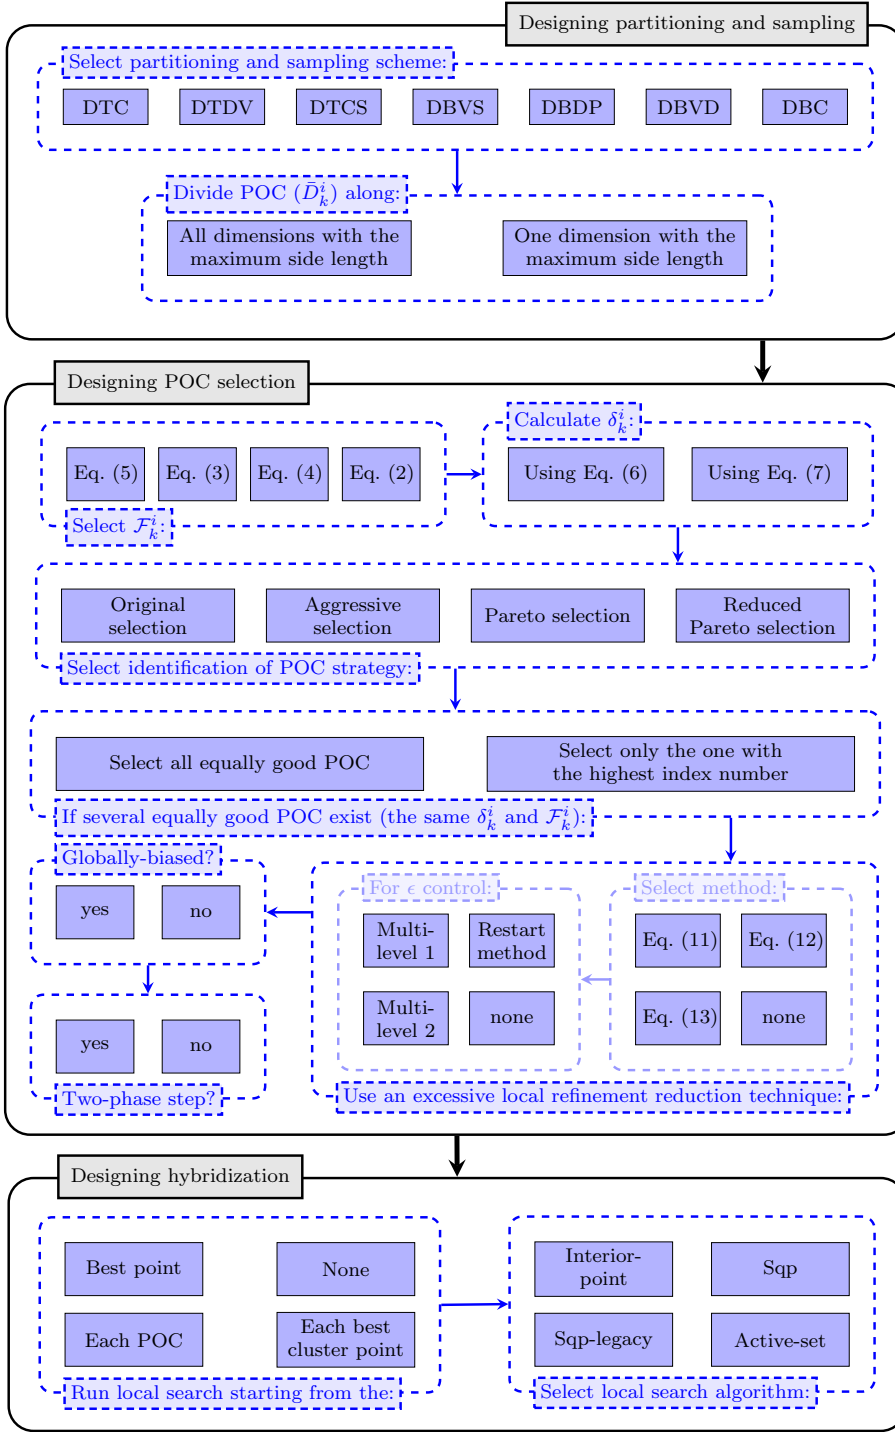 Designing partitioning and sampling
Select partitioning and sampling scheme:
DTC DTDV DTCS DBVS DBDP DBVD DBC
Divide POC (D̄ᵢₖ) along:
All dimensions with the
maximum side length
One dimension with the
maximum side length
Designing POC selection
Eq. (5) Eq. (3) Eq. (4) Eq. (2)
Select 𝓕ᵢₖ:
Calculate δᵢₖ:
Using Eq. (6) Using Eq. (7)
Original
selection
Aggressive
selection
Pareto selection
Reduced
Pareto selection
Select identification of POC strategy:
Select all equally good POC
Select only the one with
the highest index number
If several equally good POC exist (the same δᵢₖ and 𝓕ᵢₖ):
Select method:
Eq. (11) Eq. (12)
Eq. (13) none
For ϵ control:
Multi-
level 1
Restart
method
Multi-
level 2
none
Use an excessive local refinement reduction technique:
Globally-biased?
yes no
yes no
Two-phase step?
Designing hybridization
Best point None
Each POC
Each best
cluster point
Run local search starting from the:
Interior-
point
Sqp
Sqp-legacy Active-set
Select local search algorithm: